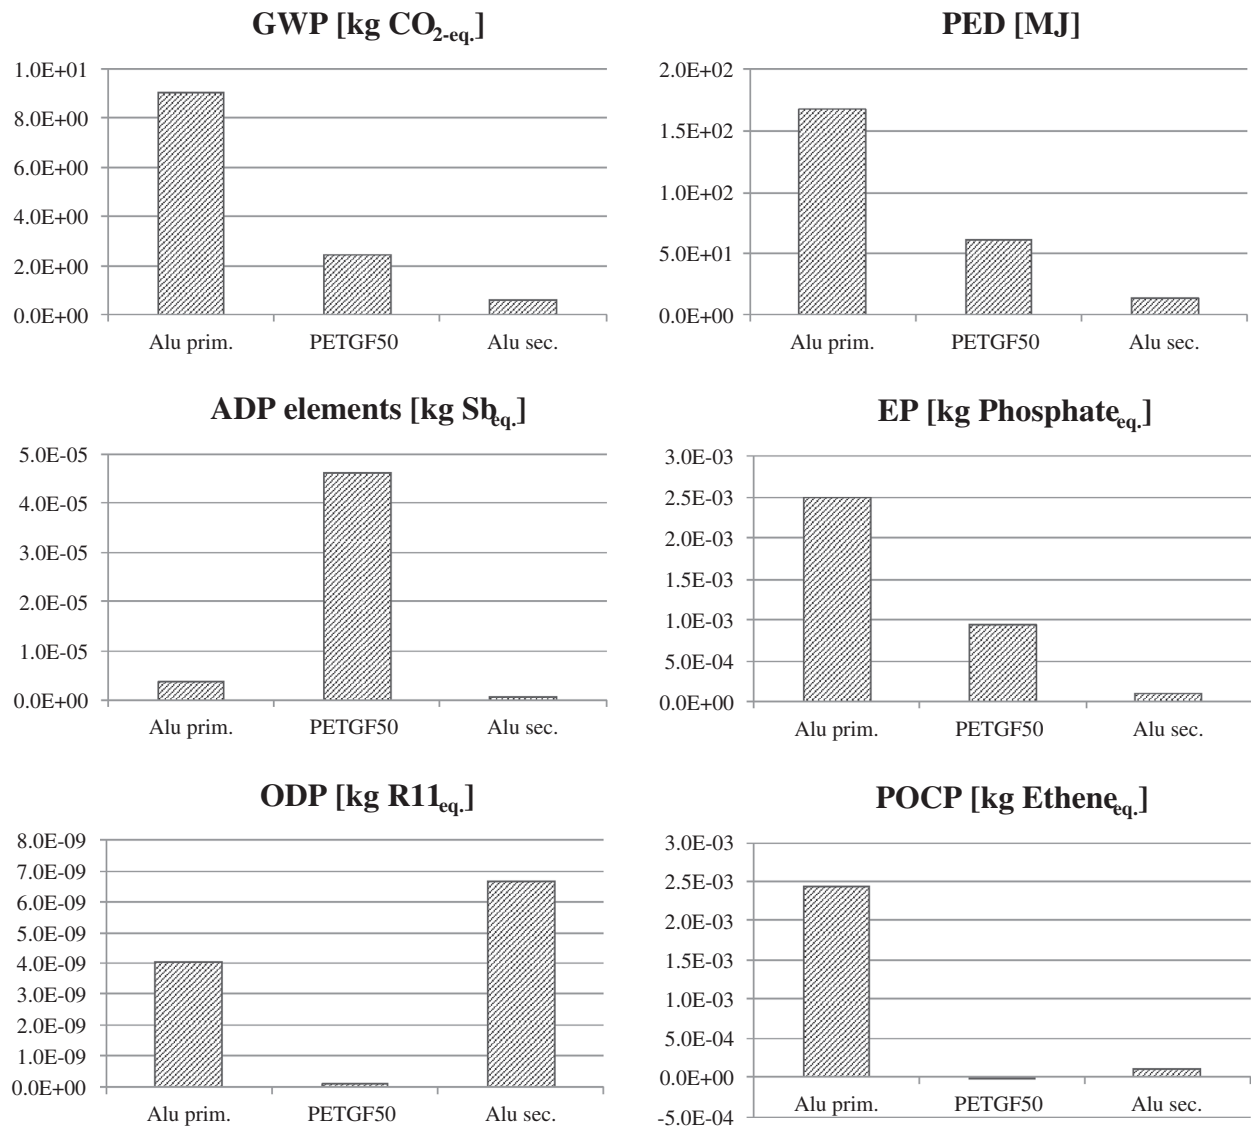 GWP [kg CO2-eq.]
1.0E+01
8.0E+00
6.0E+00
4.0E+00
2.0E+00
0.0E+00
Alu prim. PETGF50 Alu sec.
PED [MJ]
2.0E+02
1.5E+02
1.0E+02
5.0E+01
0.0E+00
Alu prim. PETGF50 Alu sec.
ADP elements [kg Sbeq.]
5.0E-05
4.0E-05
3.0E-05
2.0E-05
1.0E-05
0.0E+00
Alu prim. PETGF50 Alu sec.
EP [kg Phosphateeq.]
3.0E-03
2.5E-03
2.0E-03
1.5E-03
1.0E-03
5.0E-04
0.0E+00
Alu prim. PETGF50 Alu sec.
ODP [kg R11eq.]
8.0E-09
7.0E-09
6.0E-09
5.0E-09
4.0E-09
3.0E-09
2.0E-09
1.0E-09
0.0E+00
Alu prim. PETGF50 Alu sec.
POCP [kg Etheneeq.]
3.0E-03
2.5E-03
2.0E-03
1.5E-03
1.0E-03
5.0E-04
0.0E+00
-5.0E-04
Alu prim. PETGF50 Alu sec.